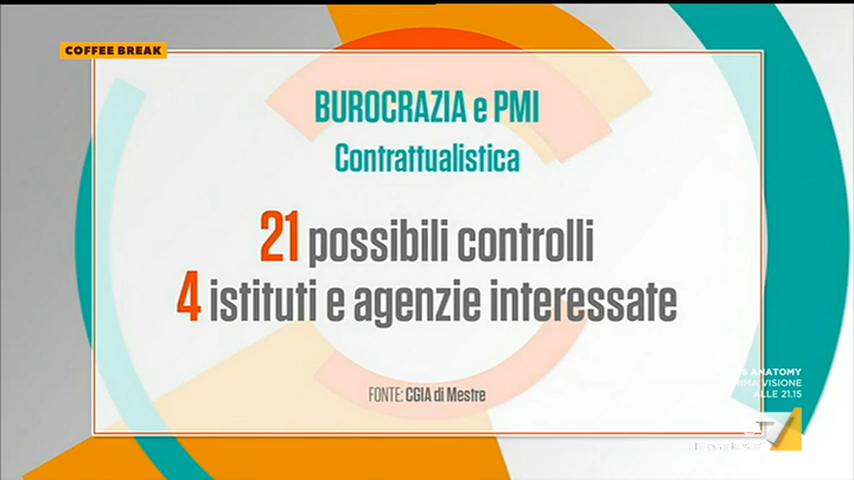 COFFEE BREAK
BUROCRAZIA e PMI
Contrattualistica
21 possibili controlli
4 istituti e agenzie interessate
FONTE: CGIA di Mestre
ANATOMY
VISIONE
ALLE 21.15